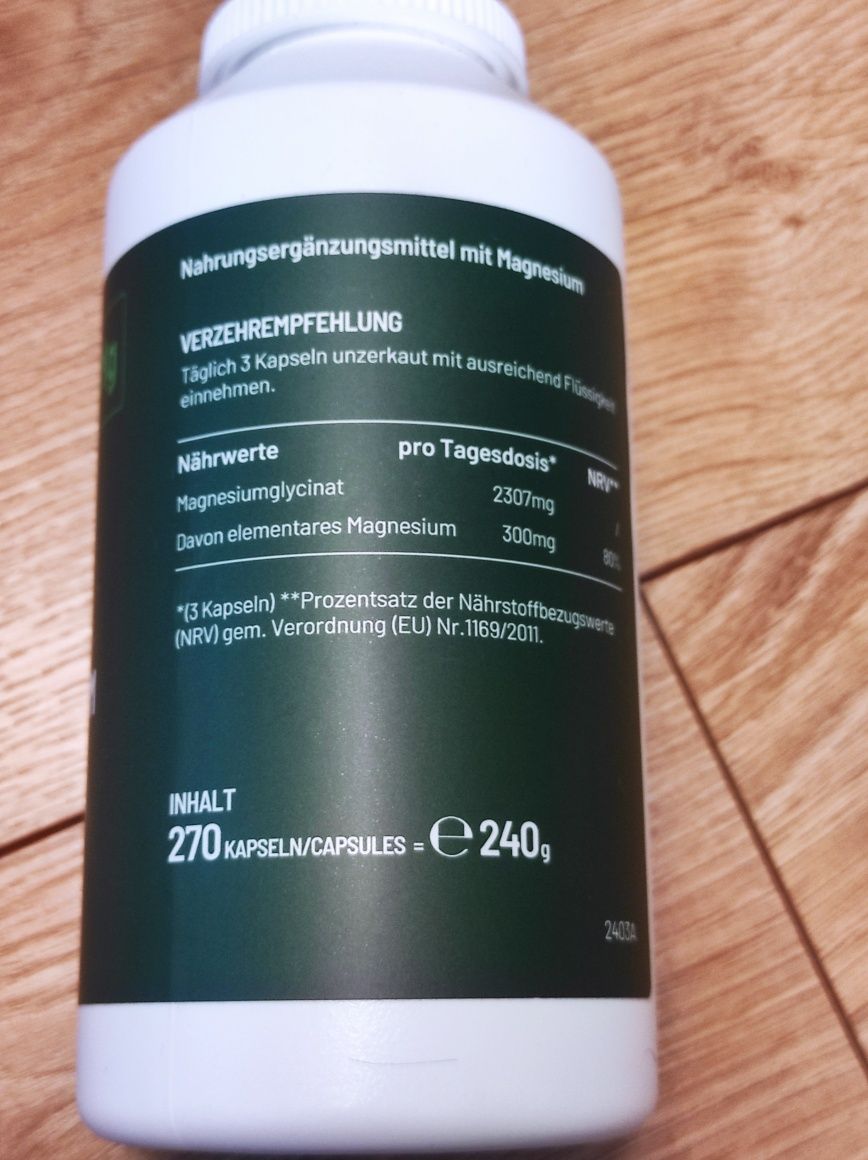 Nahrungsergänzungsmittel mit Magnesium
VERZEHREMPFEHLUNG
Täglich 3 Kapseln unzerkaut mit ausreichend Flüssigkeit
einnehmen.
Nährwerte pro Tagesdosis* NRV**
Magnesiumglycinat 2307mg /
Davon elementares Magnesium 300mg 80%
*(3 Kapseln) **Prozentsatz der Nährstoffbezugswerte
(NRV) gem. Verordnung (EU) Nr.1169/2011.
INHALT
270 KAPSELN/CAPSULES = ℮ 240g
2403A